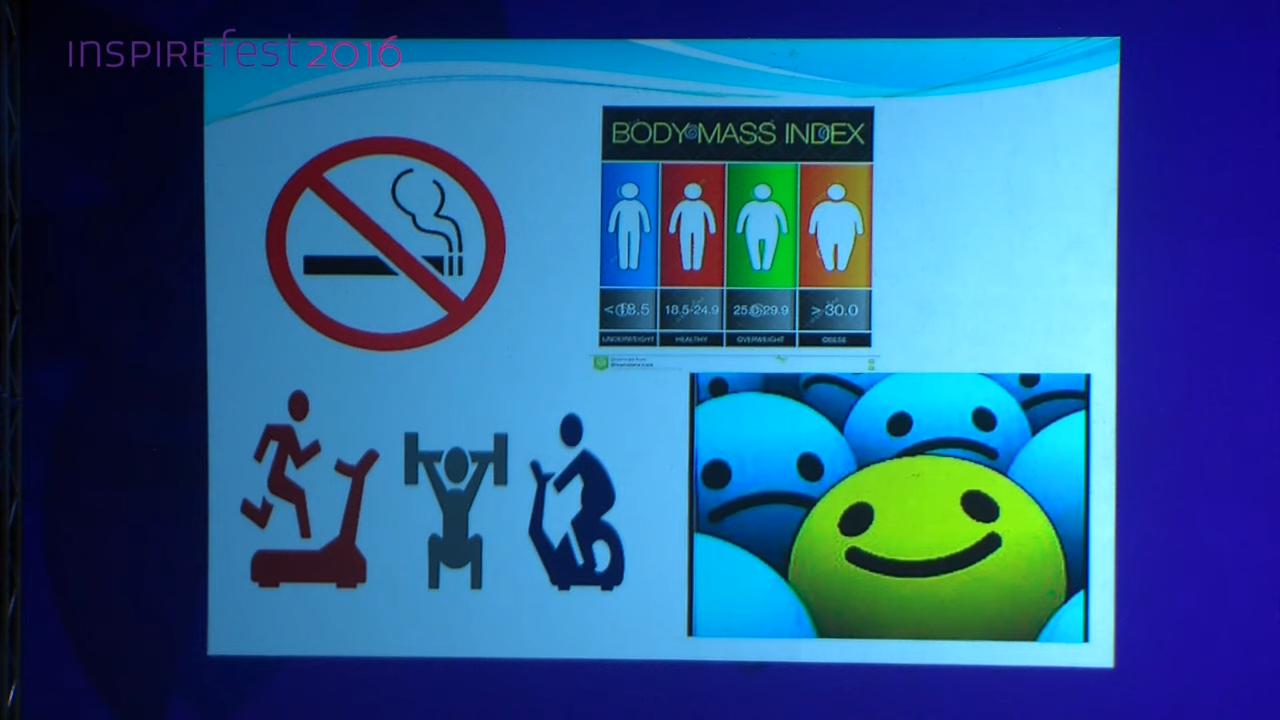 INSPIREfest 2016
BODY MASS INDEX
<18.5 18.5-24.9 25.0-29.9 >30.0
UNDERWEIGHT HEALTHY OVERWEIGHT OBESE